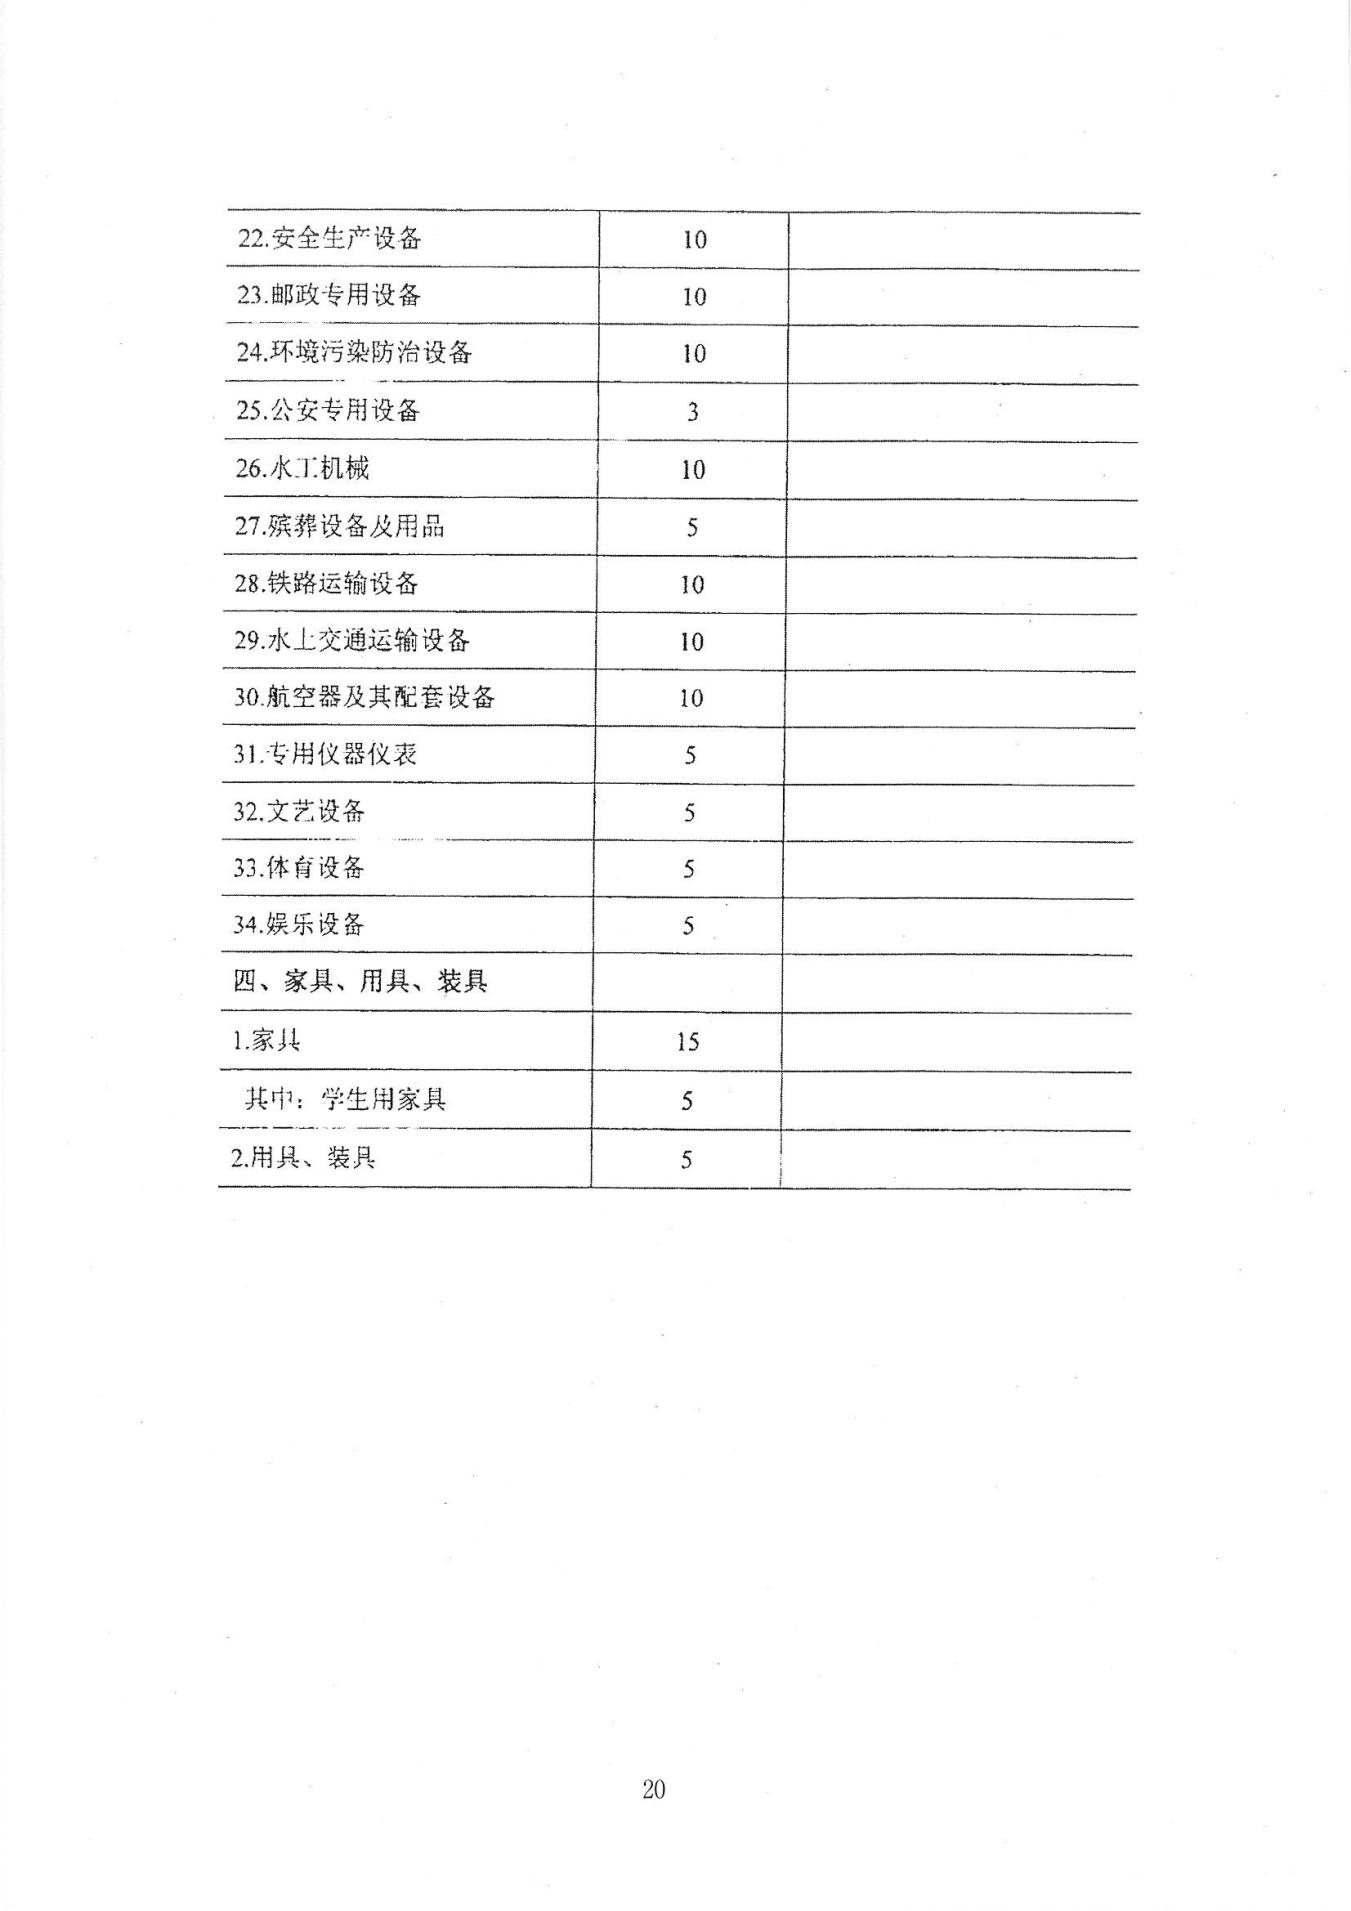 22.安全生产设备 10
23.邮政专用设备 10
24.环境污染防治设备 10
25.公安专用设备 3
26.水工机械 10
27.殡葬设备及用品 5
28.铁路运输设备 10
29.水上交通运输设备 10
30.航空器及其配套设备 10
31.专用仪器仪表 5
32.文艺设备 5
33.体育设备 5
34.娱乐设备 5
四、家具、用具、装具
1.家具 15
其中：学生用家具 5
2.用具、装具 5
20